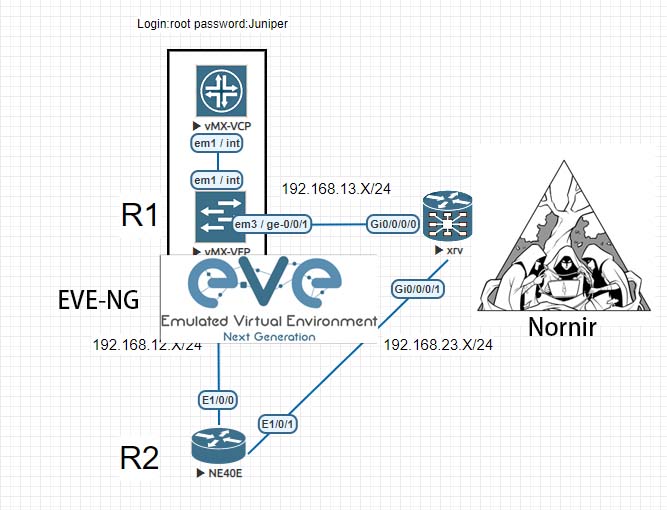 Login:root password:Juniper
vMX-VCP
em1 / int
em1 / int
192.168.13.X/24
R1
em3 / ge-0/0/1
Gi0/0/0/0
vMX-VFP
xrv
eve
Gi0/0/0/1
EVE-NG
Emulated Virtual Environment
Next Generation
Nornir
192.168.12.X/24
192.168.23.X/24
E1/0/0
E1/0/1
R2
NE40E